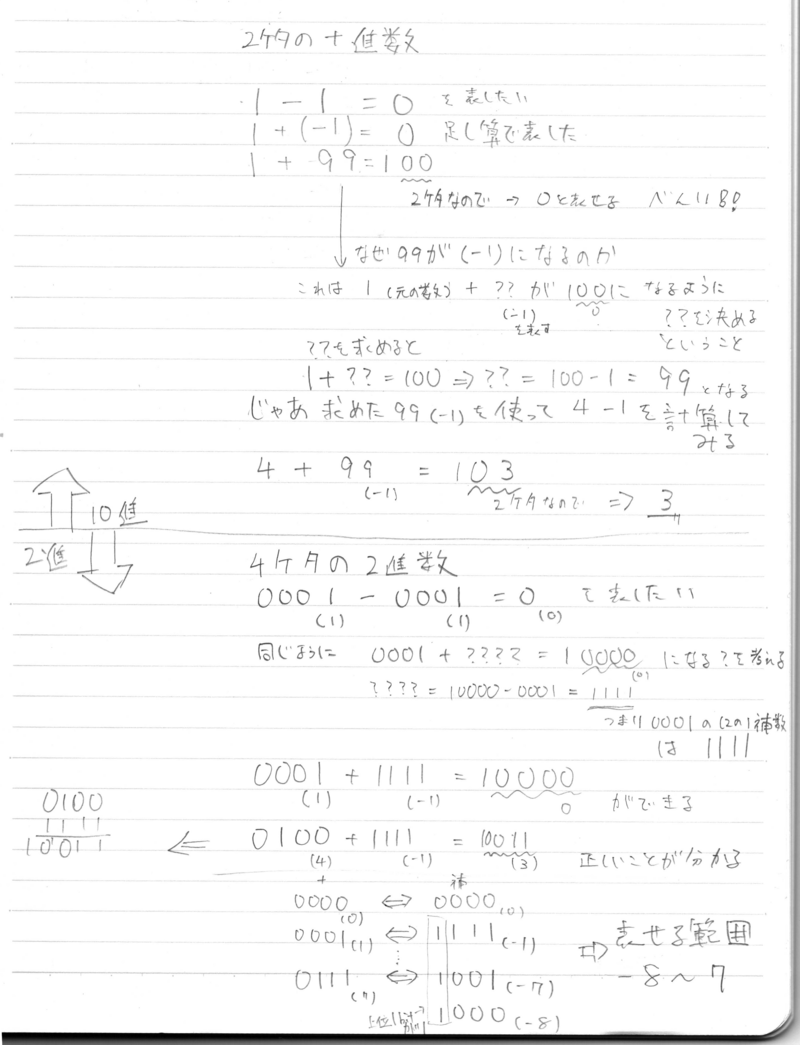 2ケタの十進数
1 - 1 = 0 を表したい
1 + (-1) = 0 足し算で表した
1 + 99 = 100
2ケタなので → 0と表せる べんり8!
なぜ99が(-1)になるのか
これは 1 (元の数) + ?? が 100に なるように
(-1) 0 ??を決める
を表す ということ
??を求めると
1 + ?? = 100 ⇒ ?? = 100 - 1 = 99 となる
じゃあ 求めた 99 (-1) を使って 4 - 1 を計算して
みる
4 + 99 = 103
(-1) 2ケタなので ⇒ 3
10進
2進
4ケタの2進数
0001 - 0001 = 0 て表したい
(1) (1) (0)
同じように 0001 + ???? = 10000 になる?を考える
(0)
???? = 10000 - 0001 = 1111
つまり 0001 の (2の) 補数
は 1111
0001 + 1111 = 10000
(1) (-1) 0 ができる
0100
1111
10011
⇐ 0100 + 1111 = 10011
(4) (-1) (3) 正しいことが分かる
+ 補
0000 (0) ⇔ 0000 (0)
0001 (1) ⇔ 1111 (-1)
⇒ 表せる範囲
-8～7
0111 (7) ⇔ 1001 (-7)
上位1bit→
1000 (-8)